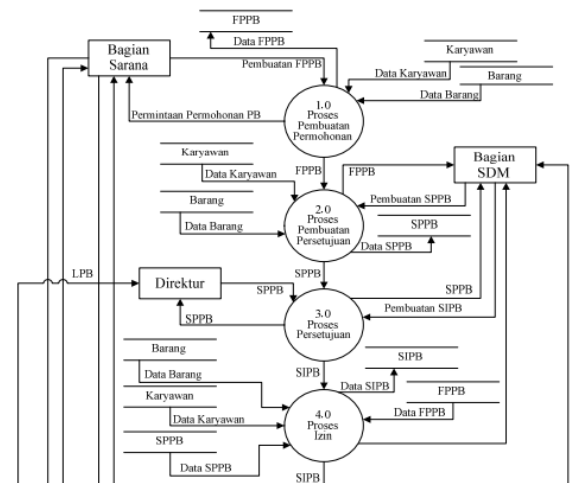 FPPB
Data FPPB
Bagian
Sarana
Pembuatan FPPB
Karyawan
Data Karyawan
Barang
Data Barang
1.0
Proses
Pembuatan
Permohonan
Permintaan Permohonan PB
Karyawan
Data Karyawan
FPPB
FPPB
Bagian
SDM
Barang
Data Barang
2.0
Proses
Pembuatan
Persetujuan
Pembuatan SPPB
SPPB
Data SPPB
SPPB
LPB
Direktur
SPPB
SPPB
3.0
Proses
Persetujuan
SPPB
Pembuatan SIPB
Barang
Data Barang
SIPB
SIPB
Data SIPB
Karyawan
Data Karyawan
4.0
Proses
Izin
FPPB
Data FPPB
SPPB
Data SPPB
SIPB